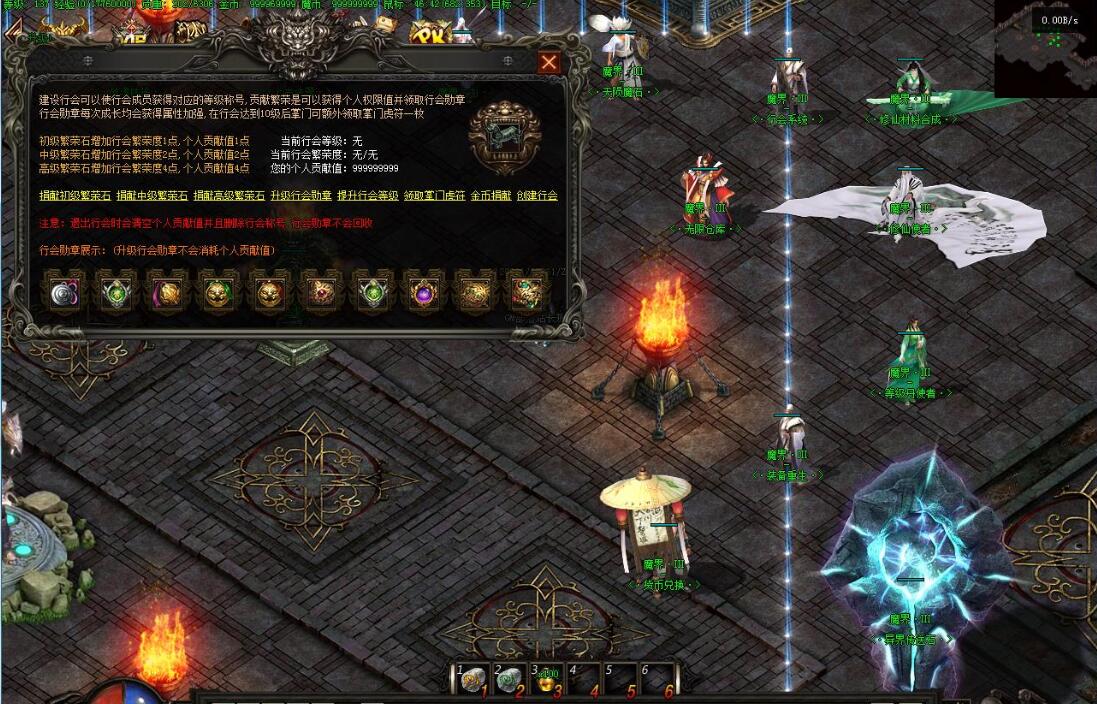 0.00B/s
建设行会可以使行会成员获得对应的等级称号,贡献繁荣是可以获得个人权限值并领取行会勋章
行会勋章每次成长均会获得属性加强,在行会达到10级后掌门可额外领取掌门虎符一枚
初级繁荣石增加行会繁荣度1点,个人贡献值1点 当前行会等级：无
中级繁荣石增加行会繁荣度2点,个人贡献值2点 当前行会繁荣度：无/无
高级繁荣石增加行会繁荣度4点,个人贡献值4点 您的个人贡献值：999999999
捐献初级繁荣石 捐献中级繁荣石 捐献高级繁荣石 升级行会勋章 提升行会等级 领取掌门虎符 金币捐献 创建行会
注意：退出行会时会清空个人贡献值并且删除行会称号,行会勋章不会回收
行会勋章展示：(升级行会勋章不会消耗个人贡献值)
PK
魔界·III
<·无限魔石·>
魔界·III
<·行会系统·>
魔界·III
<·修仙材料合成·>
魔界·III
<·无限仓库·>
魔界·III
<·修仙使者·>
魔界·III
<·等级丹使者·>
魔界·III
<·装备重生·>
魔界·III
<·货币兑换·>
魔界·III
<·异界传送石·>
1 2 3 4 5 6
1 2 3 4 5 6